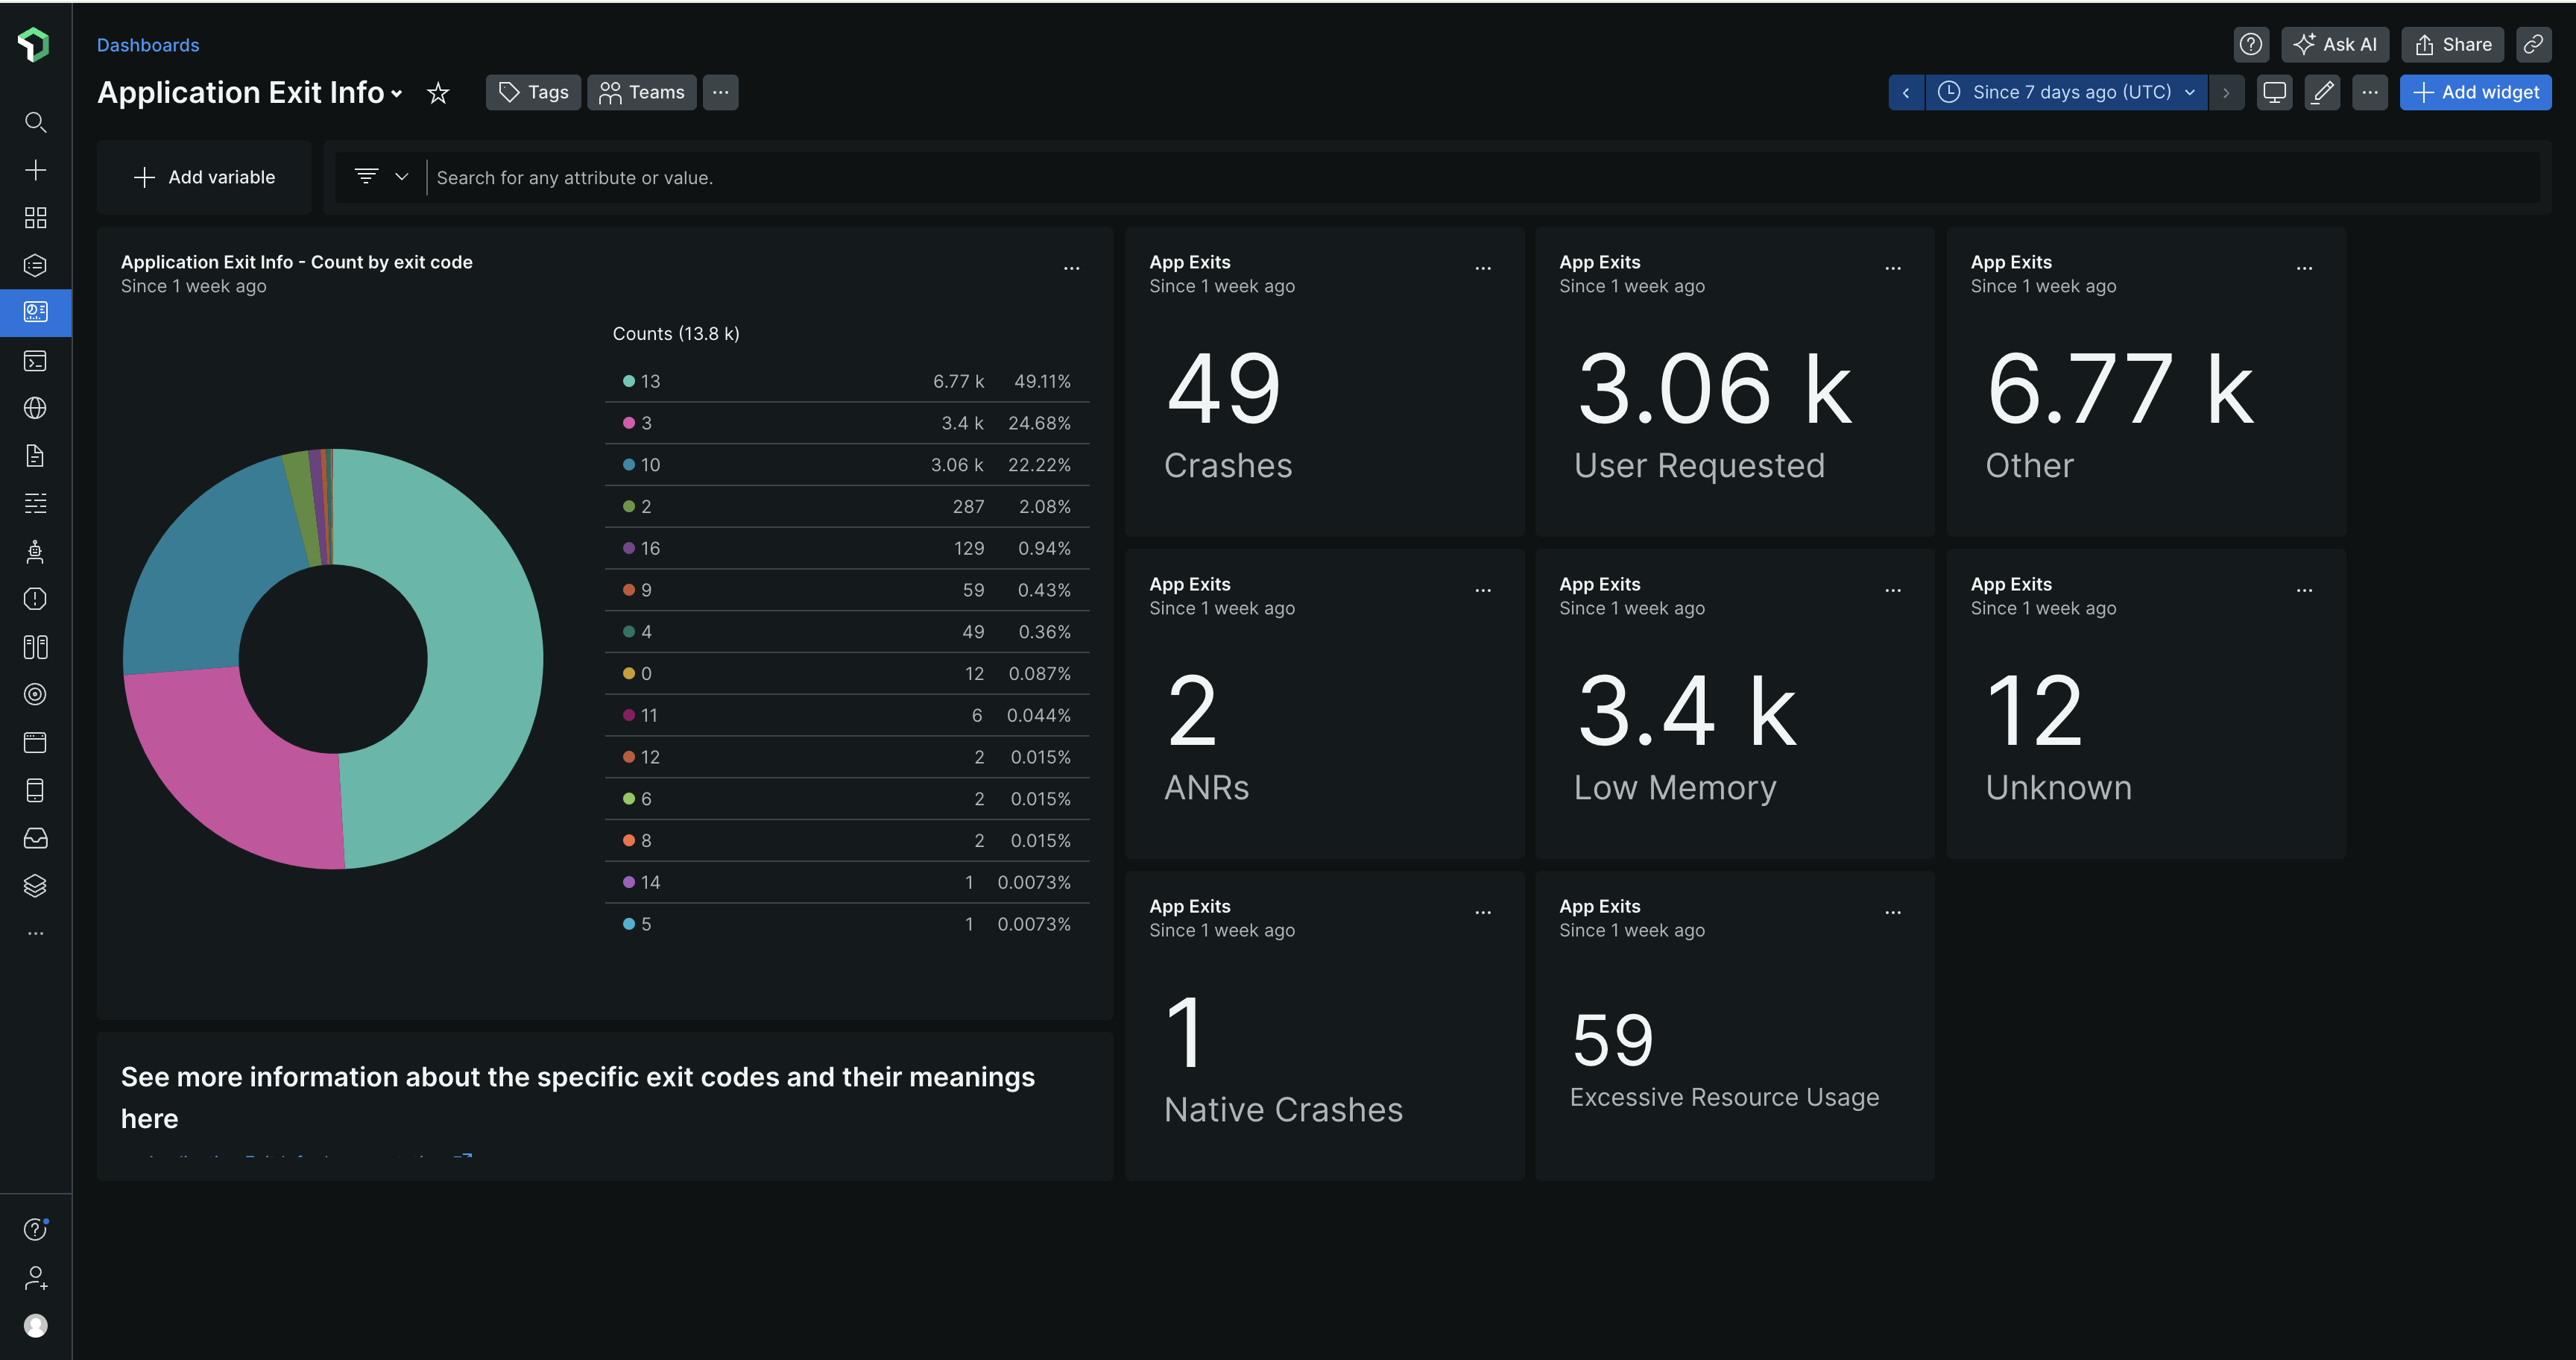 Dashboards
Ask AI
Share
Application Exit Info
Tags
Teams
Since 7 days ago (UTC)
Add widget
Add variable
Search for any attribute or value.
Application Exit Info - Count by exit code
Since 1 week ago
Counts (13.8 k)
13 6.77 k 49.11%
3 3.4 k 24.68%
10 3.06 k 22.22%
2 287 2.08%
16 129 0.94%
9 59 0.43%
4 49 0.36%
0 12 0.087%
11 6 0.044%
12 2 0.015%
6 2 0.015%
8 2 0.015%
14 1 0.0073%
5 1 0.0073%
See more information about the specific exit codes and their meanings
here
App Exits
Since 1 week ago
49
Crashes
App Exits
Since 1 week ago
3.06 k
User Requested
App Exits
Since 1 week ago
6.77 k
Other
App Exits
Since 1 week ago
2
ANRs
App Exits
Since 1 week ago
3.4 k
Low Memory
App Exits
Since 1 week ago
12
Unknown
App Exits
Since 1 week ago
1
Native Crashes
App Exits
Since 1 week ago
59
Excessive Resource Usage